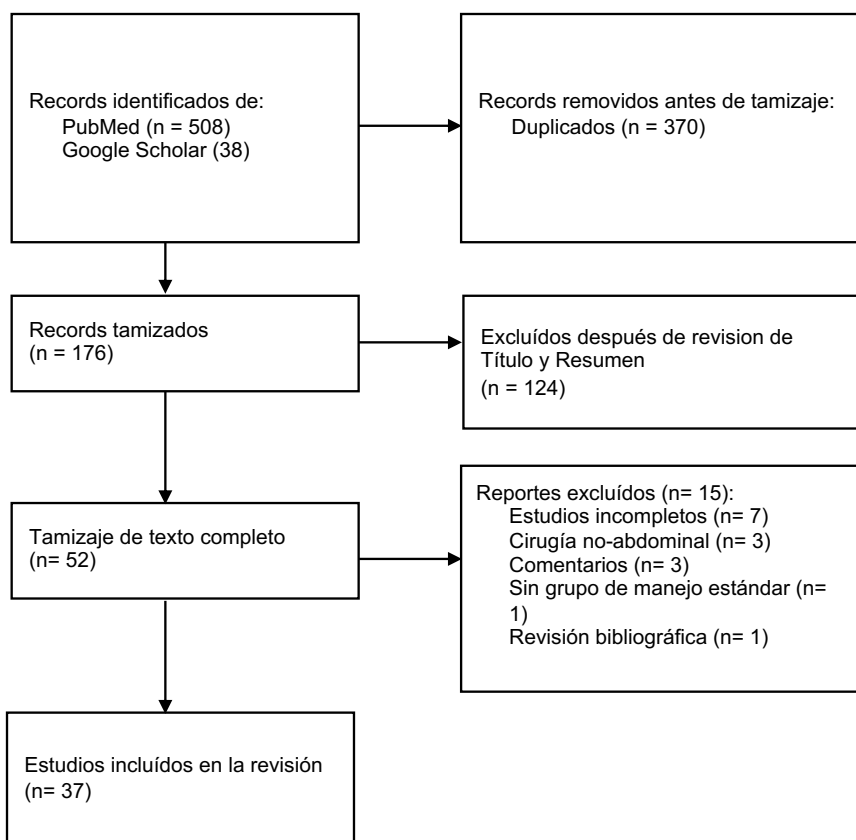 Records identificados de:
PubMed (n = 508)
Google Scholar (38)
Records removidos antes de tamizaje:
Duplicados (n = 370)
Records tamizados
(n = 176)
Excluídos después de revision de
Título y Resumen
(n = 124)
Tamizaje de texto completo
(n= 52)
Reportes excluídos (n= 15):
Estudios incompletos (n= 7)
Cirugía no-abdominal (n= 3)
Comentarios (n= 3)
Sin grupo de manejo estándar (n=
1)
Revisión bibliográfica (n= 1)
Estudios incluídos en la revisión
(n= 37)